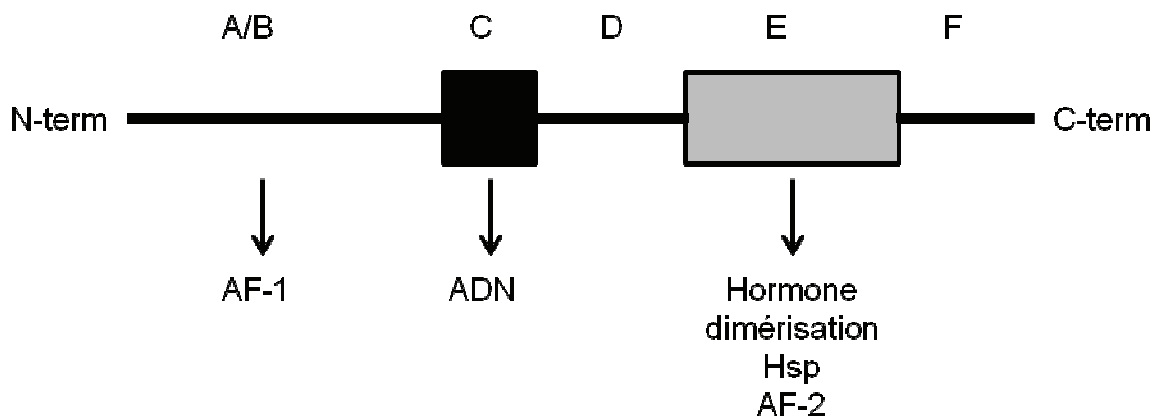 A/B C D E F
N-term C-term
AF-1 ADN Hormone
dimérisation
Hsp
AF-2